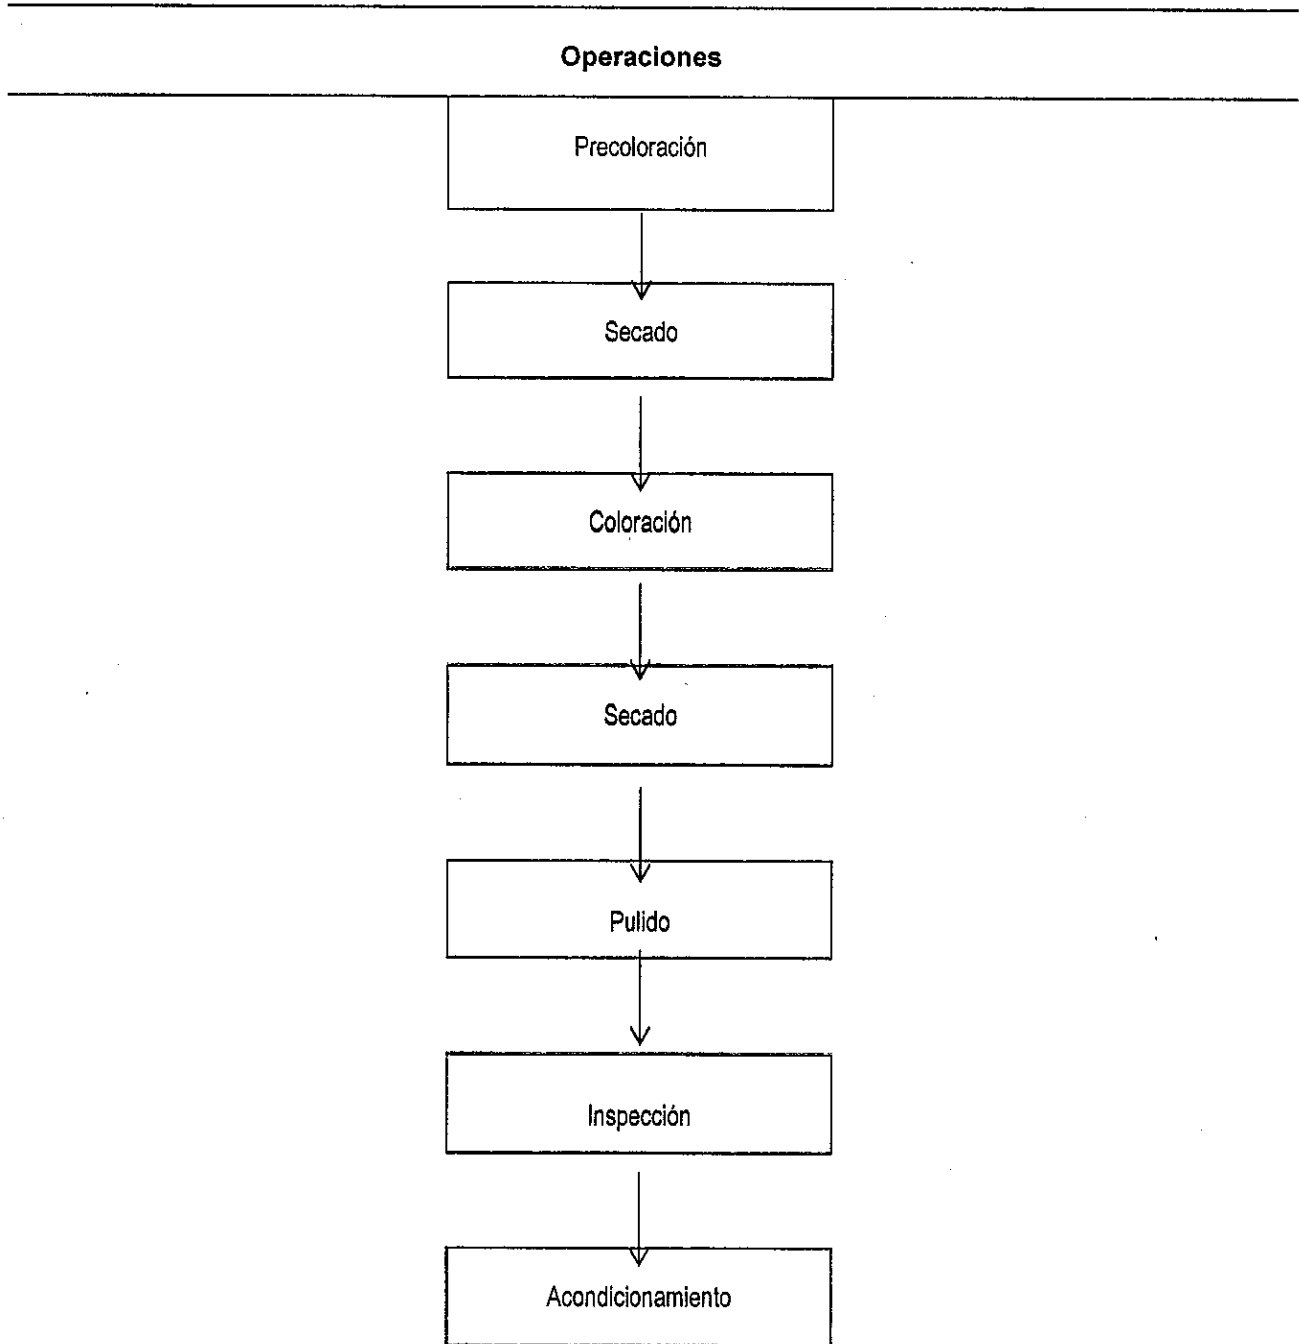 Operaciones
Precoloración
Secado
Coloración
Secado
Pulido
Inspección
Acondicionamiento